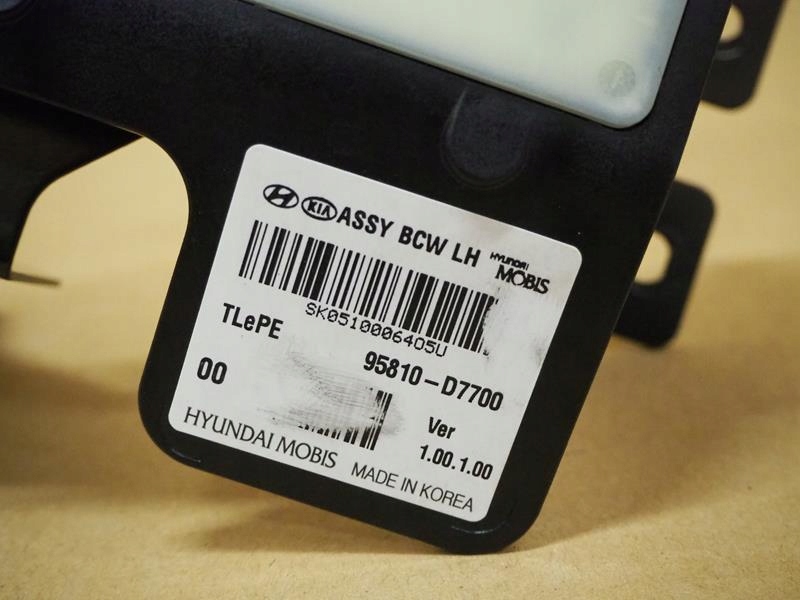 KIA ASSY BCW LH HYUNDAI MOBIS
SK0510006405U
TLePE
95810-D7700
00
Ver
1.00.1.00
HYUNDAI MOBIS MADE IN KOREA